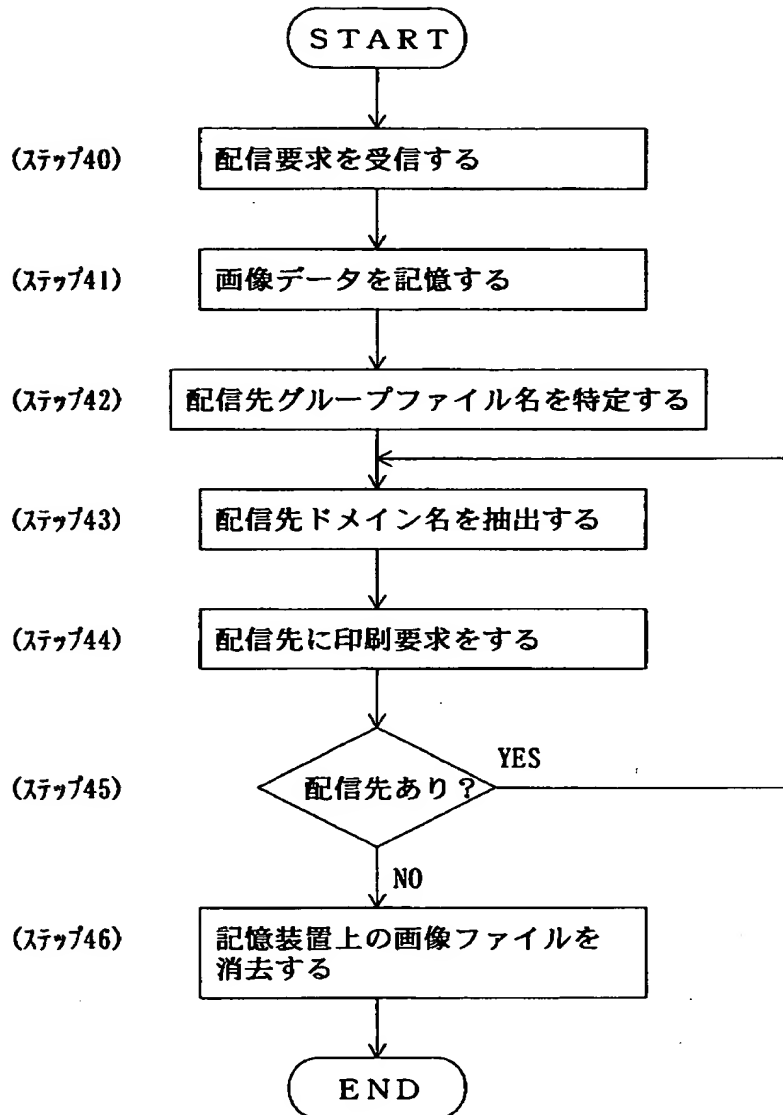 START
(ｽﾃｯﾌﾟ40)
配信要求を受信する
(ｽﾃｯﾌﾟ41)
画像データを記憶する
(ｽﾃｯﾌﾟ42)
配信先グループファイル名を特定する
(ｽﾃｯﾌﾟ43)
配信先ドメイン名を抽出する
(ｽﾃｯﾌﾟ44)
配信先に印刷要求をする
(ｽﾃｯﾌﾟ45)
配信先あり？
YES
NO
(ｽﾃｯﾌﾟ46)
記憶装置上の画像ファイルを
消去する
END